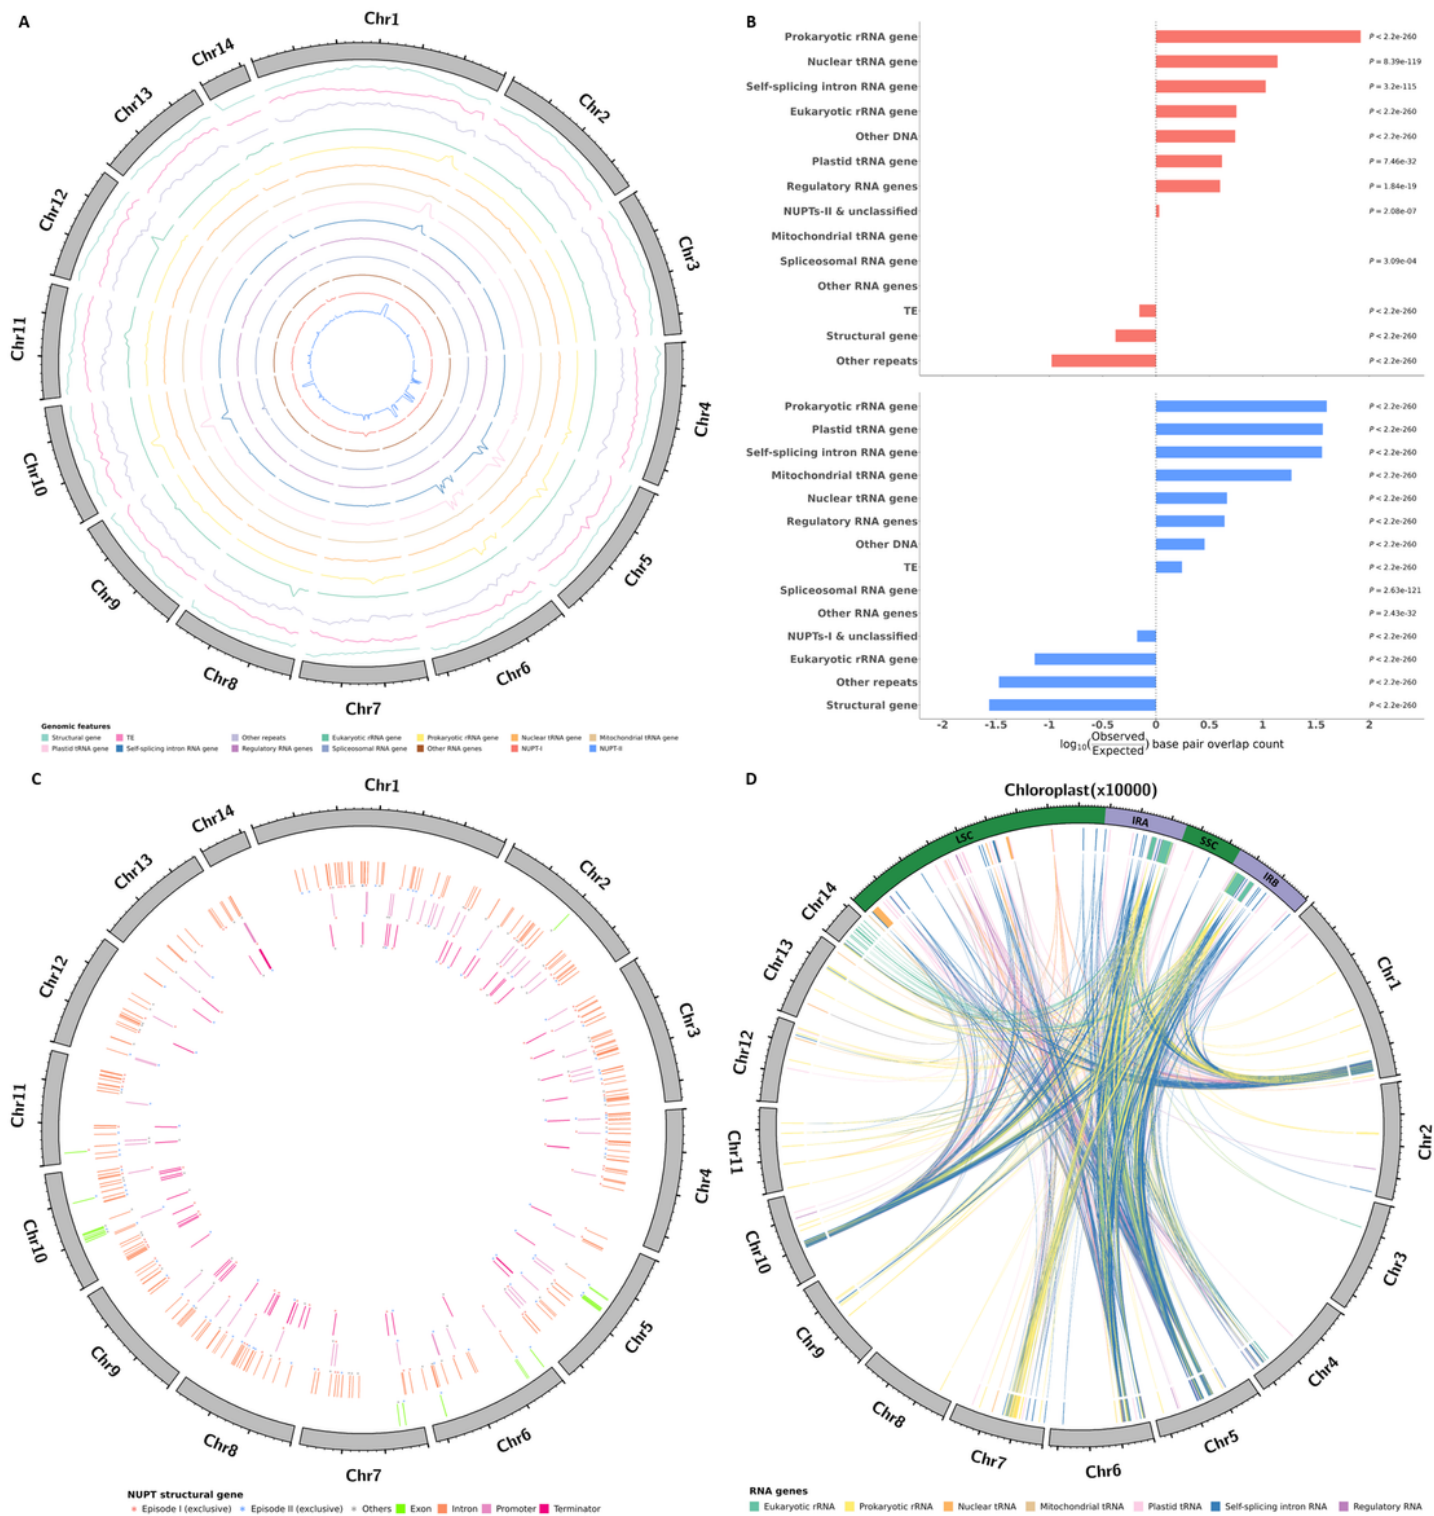 A
Chr1
Chr2
Chr3
Chr4
Chr5
Chr6
Chr7
Chr8
Chr9
Chr10
Chr11
Chr12
Chr13
Chr14
Genomic features
Structural gene
TE
Other repeats
Eukaryotic rRNA gene
Prokaryotic rRNA gene
Nuclear tRNA gene
Mitochondrial tRNA gene
Plastid tRNA gene
Self-splicing intron RNA gene
Regulatory RNA genes
Spliceosomal RNA gene
Other RNA genes
NUPT-I
NUPT-II
B
Prokaryotic rRNA gene P < 2.2e-260
Nuclear tRNA gene P = 8.39e-119
Self-splicing intron RNA gene P = 3.2e-115
Eukaryotic rRNA gene P < 2.2e-260
Other DNA P < 2.2e-260
Plastid tRNA gene P = 7.46e-32
Regulatory RNA genes P = 1.84e-19
NUPTs-II & unclassified P = 2.08e-07
Mitochondrial tRNA gene
Spliceosomal RNA gene P = 3.09e-04
Other RNA genes
TE P < 2.2e-260
Structural gene P < 2.2e-260
Other repeats P < 2.2e-260
Prokaryotic rRNA gene P < 2.2e-260
Plastid tRNA gene P < 2.2e-260
Self-splicing intron RNA gene P < 2.2e-260
Mitochondrial tRNA gene P < 2.2e-260
Nuclear tRNA gene P < 2.2e-260
Regulatory RNA genes P < 2.2e-260
Other DNA P < 2.2e-260
TE P < 2.2e-260
Spliceosomal RNA gene P = 2.63e-121
Other RNA genes P = 2.43e-32
NUPTs-I & unclassified P < 2.2e-260
Eukaryotic rRNA gene P < 2.2e-260
Other repeats P < 2.2e-260
Structural gene P < 2.2e-260
-2 -1.5 -1 -0.5 0 0.5 1 1.5 2
log10(Observed/Expected) base pair overlap count
C
Chr1
Chr2
Chr3
Chr4
Chr5
Chr6
Chr7
Chr8
Chr9
Chr10
Chr11
Chr12
Chr13
Chr14
NUPT structural gene
Episode I (exclusive) Episode II (exclusive) Others Exon Intron Promoter Terminator
D
Chloroplast(x10000)
LSC
IRA
SSC
IRB
Chr1
Chr2
Chr3
Chr4
Chr5
Chr6
Chr7
Chr8
Chr9
Chr10
Chr11
Chr12
Chr13
Chr14
RNA genes
Eukaryotic rRNA Prokaryotic rRNA Nuclear tRNA Mitochondrial tRNA Plastid tRNA Self-splicing intron RNA Regulatory RNA